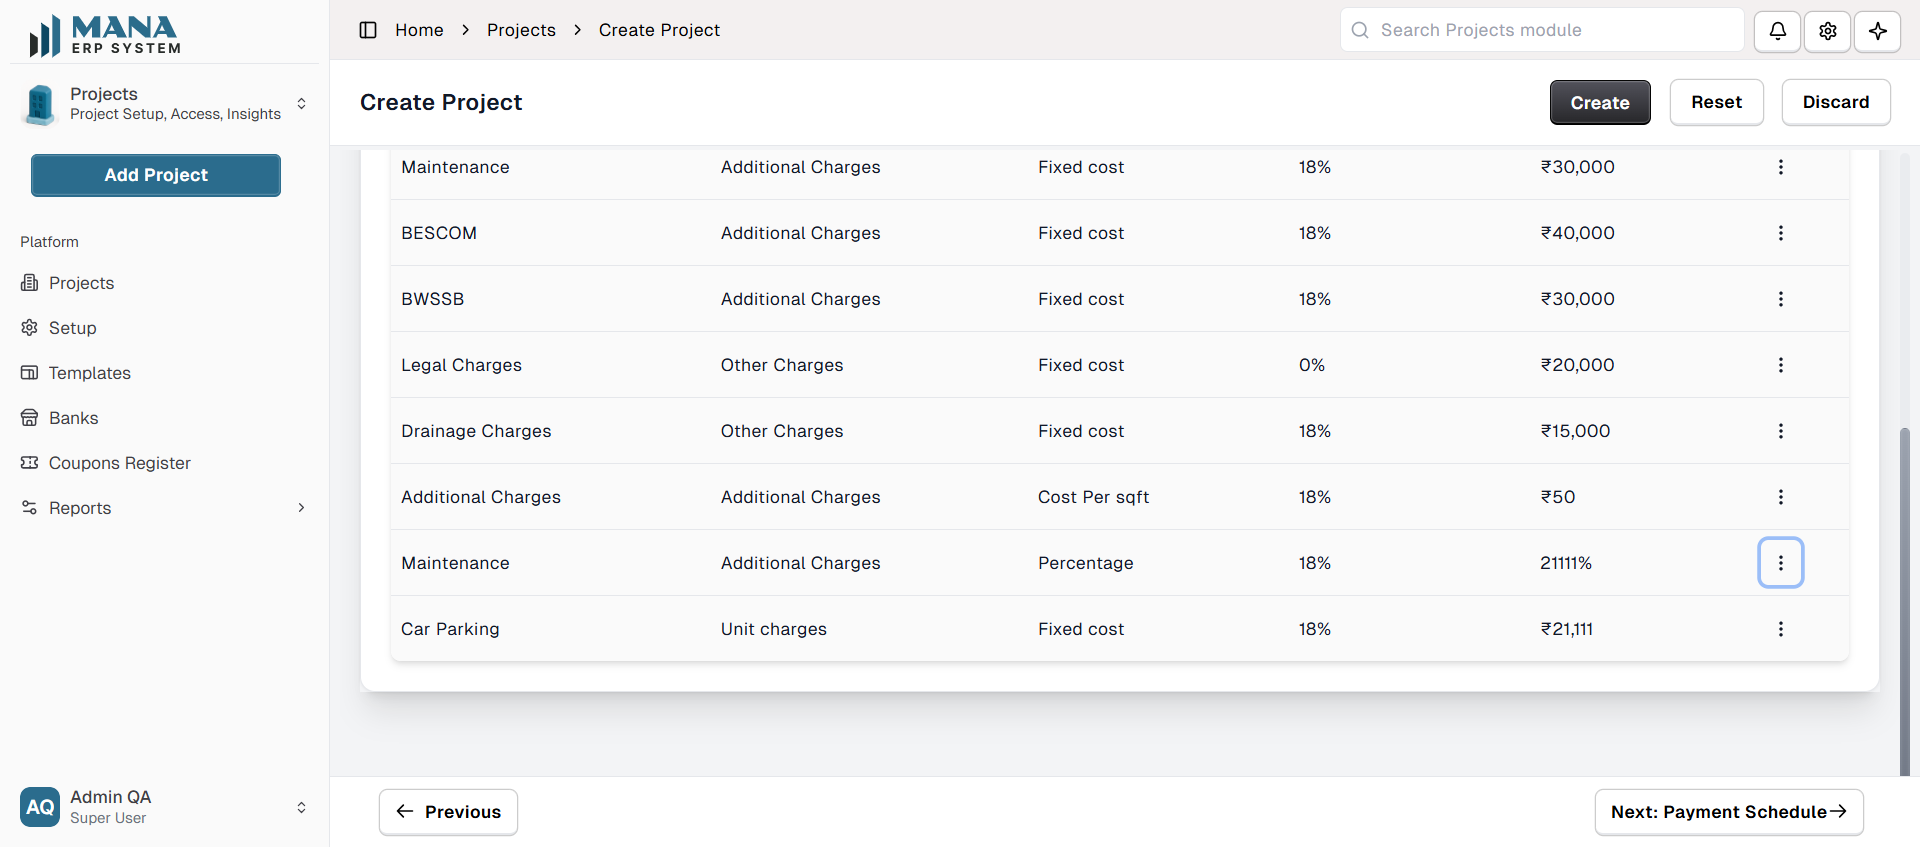 MANA
ERP SYSTEM
Projects
Project Setup, Access, Insights
Add Project
Platform
Projects
Setup
Templates
Banks
Coupons Register
Reports
AQ
Admin QA
Super User
Home
Projects
Create Project
Search Projects module
Create Project
Create
Reset
Discard
Maintenance Additional Charges Fixed cost 18% ₹30,000
BESCOM Additional Charges Fixed cost 18% ₹40,000
BWSSB Additional Charges Fixed cost 18% ₹30,000
Legal Charges Other Charges Fixed cost 0% ₹20,000
Drainage Charges Other Charges Fixed cost 18% ₹15,000
Additional Charges Additional Charges Cost Per sqft 18% ₹50
Maintenance Additional Charges Percentage 18% 21111%
Car Parking Unit charges Fixed cost 18% ₹21,111
Previous
Next: Payment Schedule